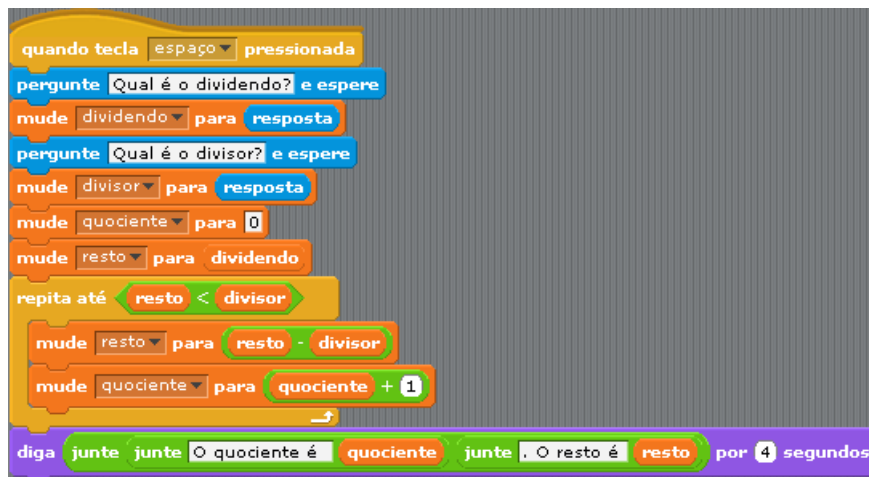 quando tecla espaço pressionada
pergunte Qual é o dividendo? e espere
mude dividendo para resposta
pergunte Qual é o divisor? e espere
mude divisor para resposta
mude quociente para 0
mude resto para dividendo
repita até resto < divisor
mude resto para resto - divisor
mude quociente para quociente + 1
diga junte junte O quociente é quociente junte . O resto é resto por 4 segundos